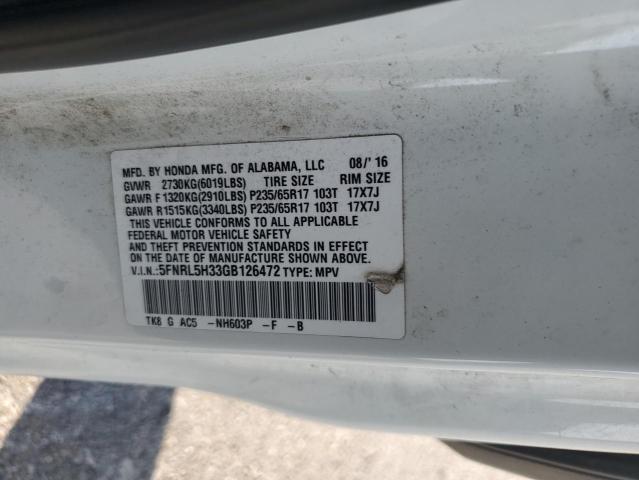 MFD. BY HONDA MFG. OF ALABAMA, LLC 08/' 16
GVWR 2730KG(6019LBS) TIRE SIZE RIM SIZE
GAWR F 1320KG(2910LBS) P235/65R17 103T 17X7J
GAWR R1515KG(3340LBS) P235/65R17 103T 17X7J
THIS VEHICLE CONFORMS TO ALL APPLICABLE
FEDERAL MOTOR VEHICLE SAFETY
AND THEFT PREVENTION STANDARDS IN EFFECT
ON THE DATE OF MANUFACTURE SHOWN ABOVE.
V.I.N.:5FNRL5H33GB126472 TYPE: MPV
TK8 G AC5 -NH603P -F -B